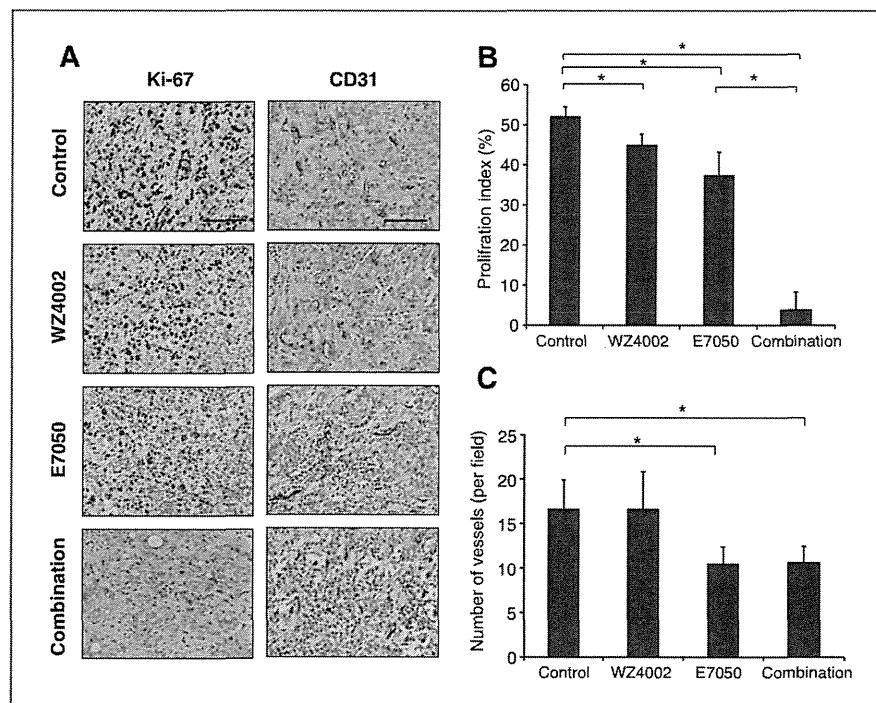 A
Ki-67
CD31
Control
WZ4002
E7050
Combination
B
*
*
*
*
Prolifration index (%)
60
50
40
30
20
10
0
Control
WZ4002
E7050
Combination
C
*
*
Number of vessels (per field)
25
20
15
10
5
0
Control
WZ4002
E7050
Combination